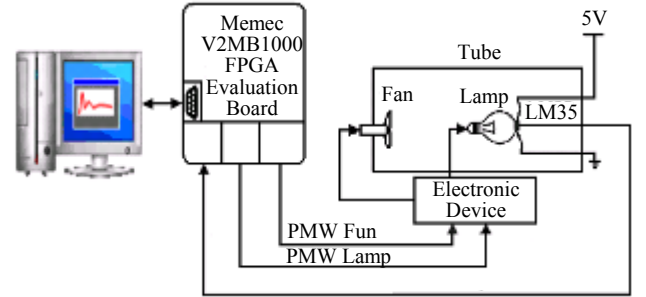 Memec
V2MB1000
FPGA
Evaluation
Board
5V
Tube
Fan
Lamp
LM35
Electronic
Device
PMW Fun
PMW Lamp